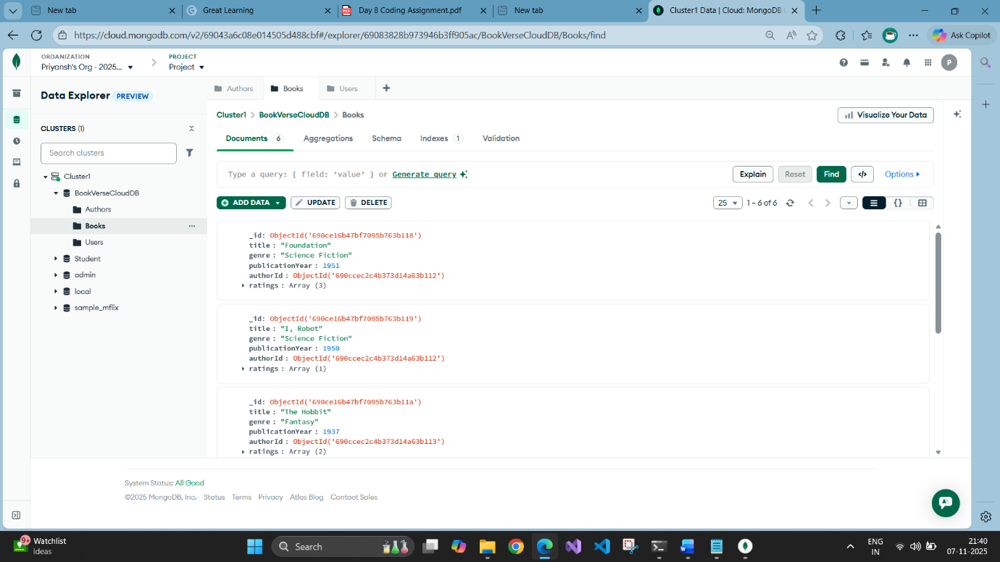 New tab
Great Learning
Day 8 Coding Assignment.pdf
New tab
Cluster1 Data | Cloud: MongoDB
https://cloud.mongodb.com/v2/69043a6c08e014505d488cbf#/explorer/69083828b973946b3ff905ac/BookVerseCloudDB/Books/find
Ask Copilot
ORGANIZATION
Priyansh's Org - 2025...
PROJECT
Project
P
Data Explorer PREVIEW
Authors
Books
Users
CLUSTERS (1)
Search clusters
Cluster1
BookVerseCloudDB
Authors
Books
Users
Student
admin
local
sample_mflix
Cluster1 > BookVerseCloudDB > Books
Visualize Your Data
Documents 6 Aggregations Schema Indexes 1 Validation
Type a query: { field: 'value' } or Generate query
Explain Reset Find </> Options
ADD DATA UPDATE DELETE
25 1 – 6 of 6 {}
_id: ObjectId('690ce16b47bf7095b763b118')
title : "Foundation"
genre : "Science Fiction"
publicationYear : 1951
authorId : ObjectId('690ccec2c4b373d14a63b112')
ratings : Array (3)
_id: ObjectId('690ce16b47bf7095b763b119')
title : "I, Robot"
genre : "Science Fiction"
publicationYear : 1950
authorId : ObjectId('690ccec2c4b373d14a63b112')
ratings : Array (1)
_id: ObjectId('690ce16b47bf7095b763b11a')
title : "The Hobbit"
genre : "Fantasy"
publicationYear : 1937
authorId : ObjectId('690ccec2c4b373d14a63b113')
ratings : Array (2)
System Status: All Good
©2025 MongoDB, Inc. Status Terms Privacy Atlas Blog Contact Sales
9+
Watchlist
Ideas
Search
ENG
IN
21:40
07-11-2025